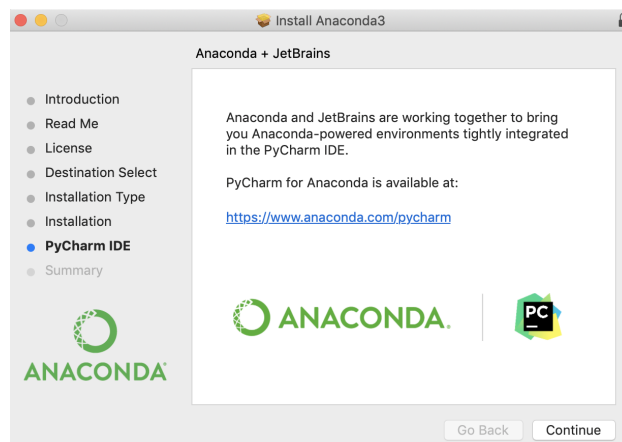 Install Anaconda3
Anaconda + JetBrains
Introduction
Read Me
License
Destination Select
Installation Type
Installation
PyCharm IDE
Summary
ANACONDA
Anaconda and JetBrains are working together to bring
you Anaconda-powered environments tightly integrated
in the PyCharm IDE.
PyCharm for Anaconda is available at:
https://www.anaconda.com/pycharm
ANACONDA.
PC
Go Back
Continue